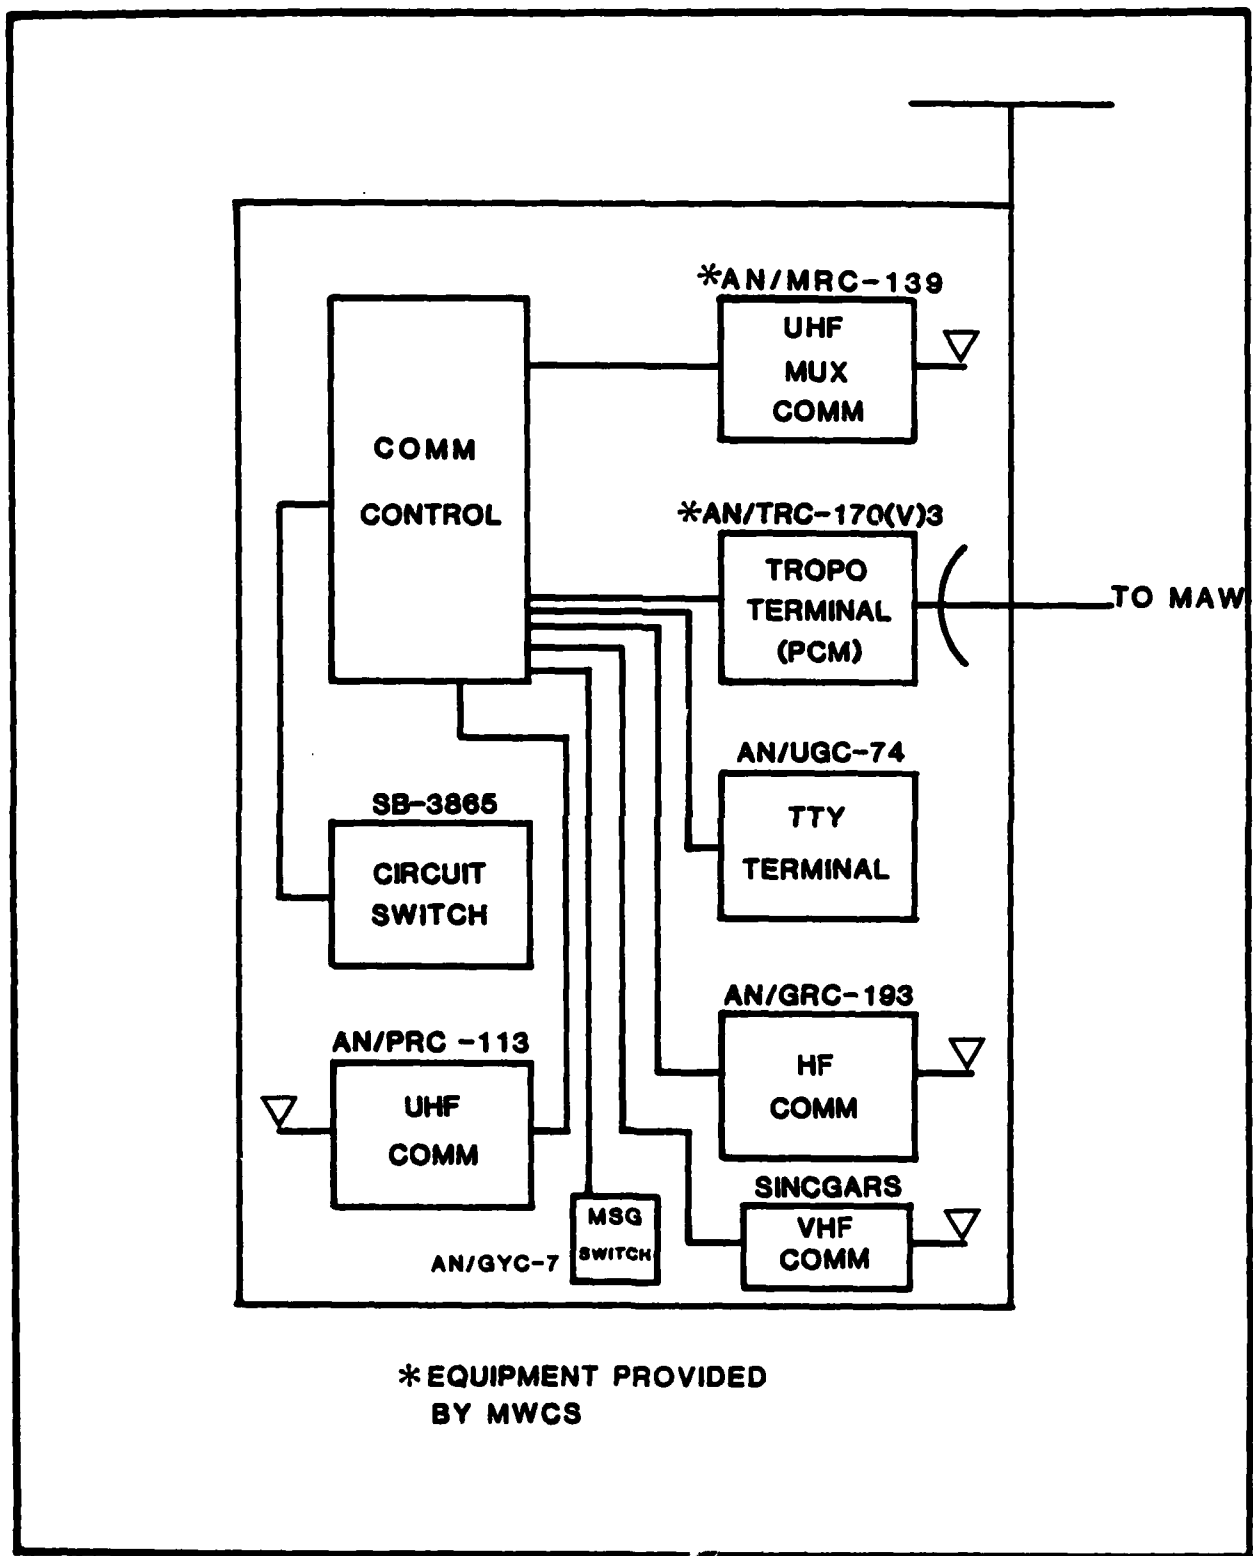 *AN/MRC-139
UHF
MUX
COMM
COMM
CONTROL
*AN/TRC-170(V)3
TROPO
TERMINAL
(PCM)
TO MAW
AN/UGC-74
TTY
TERMINAL
SB-3865
CIRCUIT
SWITCH
AN/GRC-193
HF
COMM
AN/PRC -113
UHF
COMM
SINCGARS
VHF
COMM
MSG
SWITCH
AN/GYC-7
*EQUIPMENT PROVIDED
BY MWCS